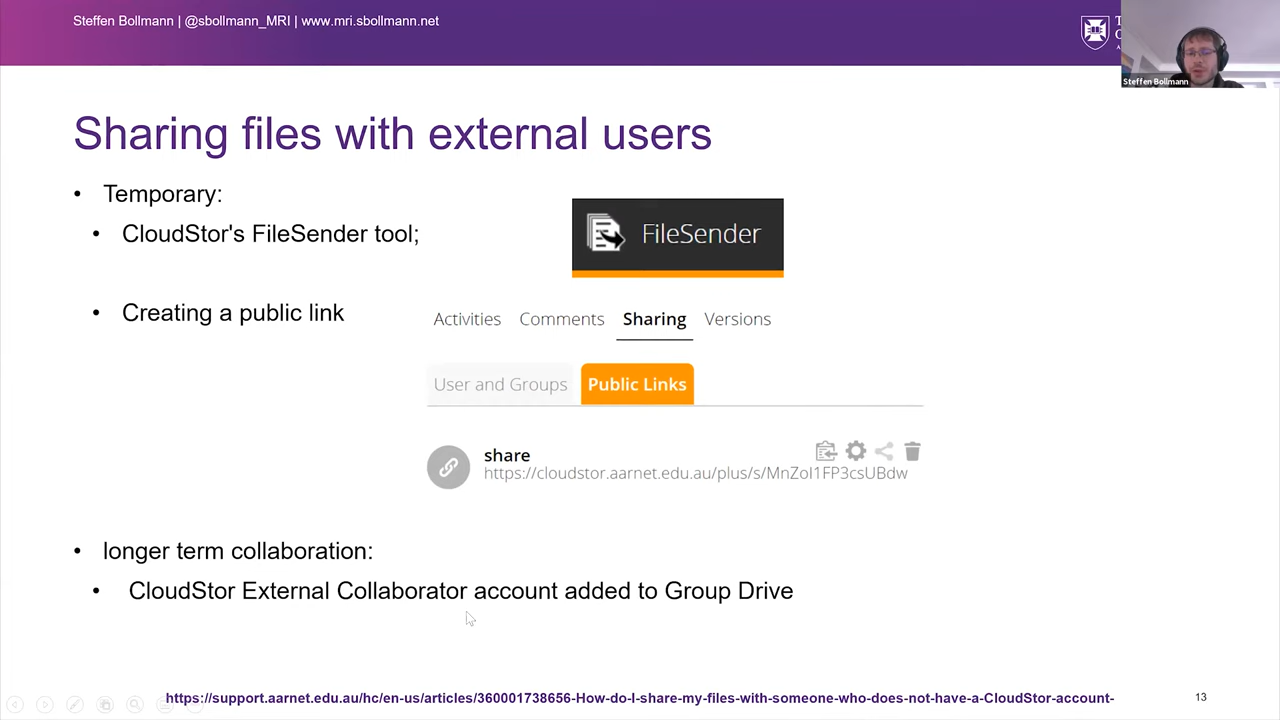 Steffen Bollmann | @sbollmann_MRI | www.mri.sbollmann.net
Steffen Bollmann
Sharing files with external users
• Temporary:
• CloudStor's FileSender tool;
FileSender
• Creating a public link
Activities Comments Sharing Versions
User and Groups Public Links
share
https://cloudstor.aarnet.edu.au/plus/s/MnZoI1FP3csUBdw
• longer term collaboration:
• CloudStor External Collaborator account added to Group Drive
https://support.aarnet.edu.au/hc/en-us/articles/360001738656-How-do-I-share-my-files-with-someone-who-does-not-have-a-CloudStor-account-
13